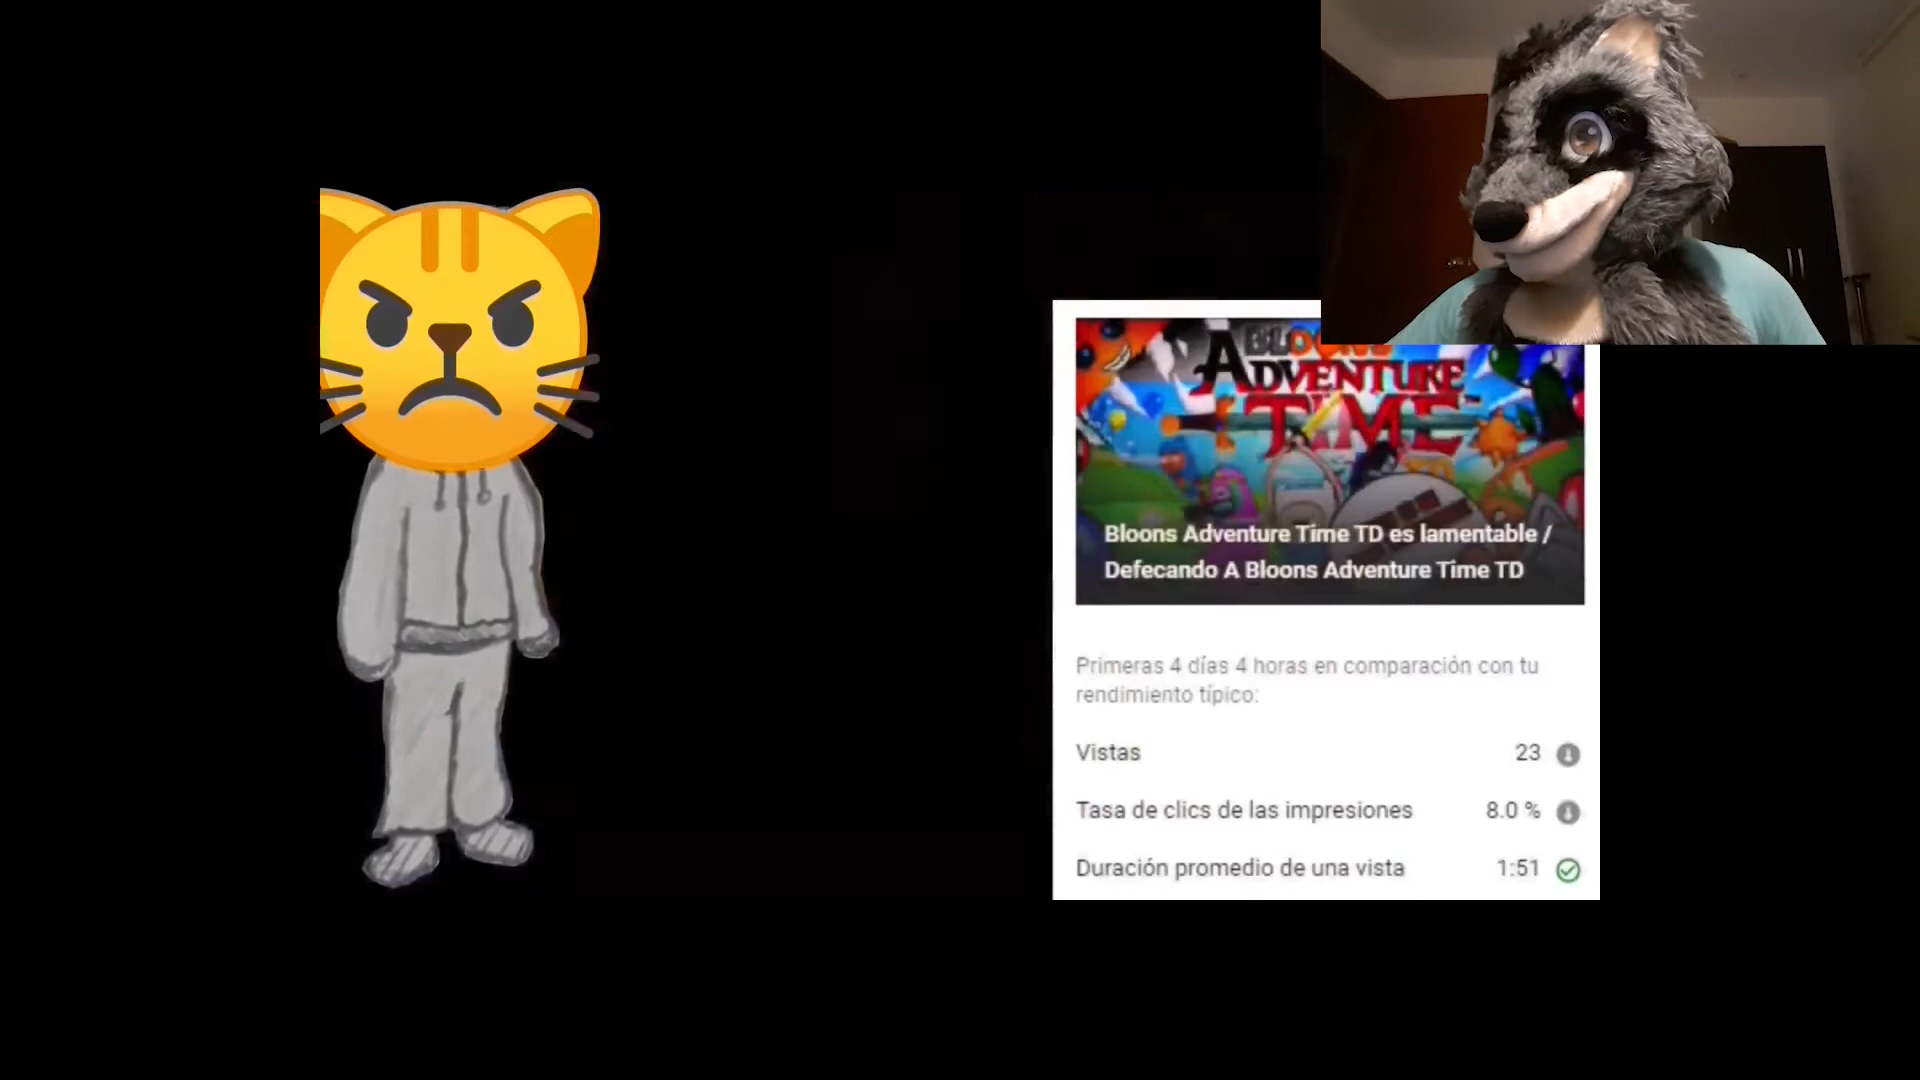 BLOONS
ADVENTURE
TIME
Bloons Adventure Time TD es lamentable /
Defecando A Bloons Adventure Time TD
Primeras 4 días 4 horas en comparación con tu
rendimiento típico:
Vistas 23
Tasa de clics de las impresiones 8.0 %
Duración promedio de una vista 1:51